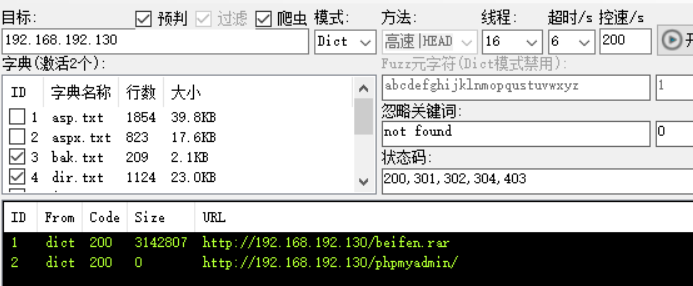 目标: ☑ 预判 ☑ 过滤 ☑ 爬虫 模式: 方法: 线程: 超时/s 控速/s
192.168.192.130 Dict 高速|HEAD 16 6 200 开
字典(激活2个): Fuzz元字符(Dict模式禁用):
ID 字典名称 行数 大小 abcdefghijklnmopqustuvwxyz 1
1 asp.txt 1854 39.8KB 忽略关键词:
2 aspx.txt 823 17.6KB not found 0
3 bak.txt 209 2.1KB 状态码:
4 dir.txt 1124 23.0KB 200,301,302,304,403
ID From Code Size URL
1 dict 200 3142807 http://192.168.192.130/beifen.rar
2 dict 200 0 http://192.168.192.130/phpmyadmin/